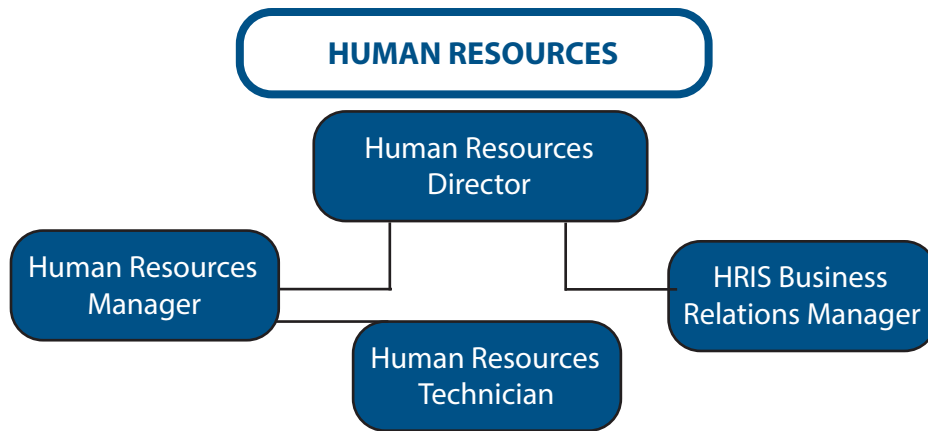 HUMAN RESOURCES
Human Resources
Director
Human Resources
Manager
HRIS Business
Relations Manager
Human Resources
Technician